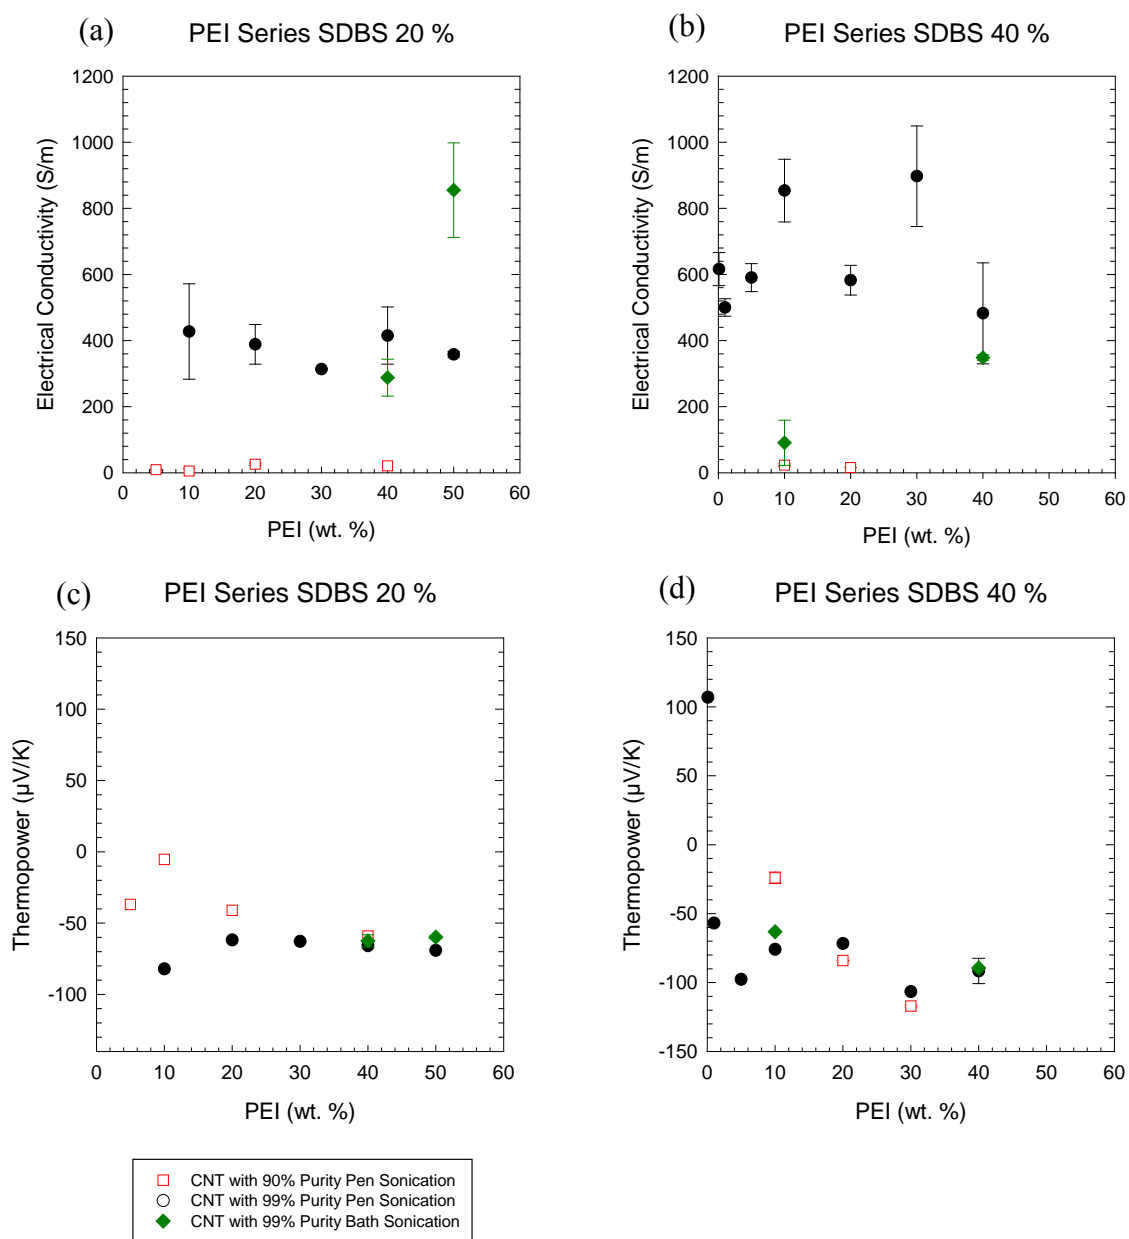 (a) PEI Series SDBS 20 %
1200
1000
800
600
400
200
0
Electrical Conductivity (S/m)
0 10 20 30 40 50 60
PEI (wt. %)
(b) PEI Series SDBS 40 %
1200
1000
800
600
400
200
0
Electrical Conductivity (S/m)
0 10 20 30 40 50 60
PEI (wt. %)
(c) PEI Series SDBS 20 %
150
100
50
0
-50
-100
Thermopower (µV/K)
0 10 20 30 40 50 60
PEI (wt. %)
(d) PEI Series SDBS 40 %
150
100
50
0
-50
-100
-150
Thermopower (µV/K)
0 10 20 30 40 50 60
PEI (wt. %)
CNT with 90% Purity Pen Sonication
CNT with 99% Purity Pen Sonication
CNT with 99% Purity Bath Sonication